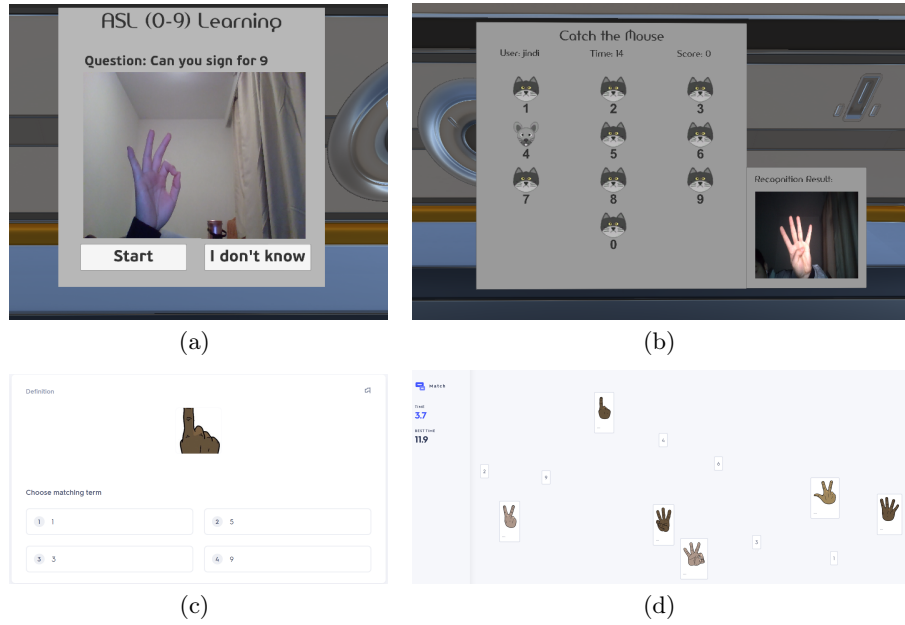 ASL (0-9) Learning
Question: Can you sign for 9
Start
I don't know
(a)
Catch the Mouse
User: jindi
Time: 14
Score: 0
1
2
3
4
5
6
7
8
9
0
Recognition Result:
(b)
Definition
Choose matching term
1 1
2 5
3 3
4 9
(c)
Match
TIME
3.7
BEST TIME
11.9
4
6
2
9
1
(d)